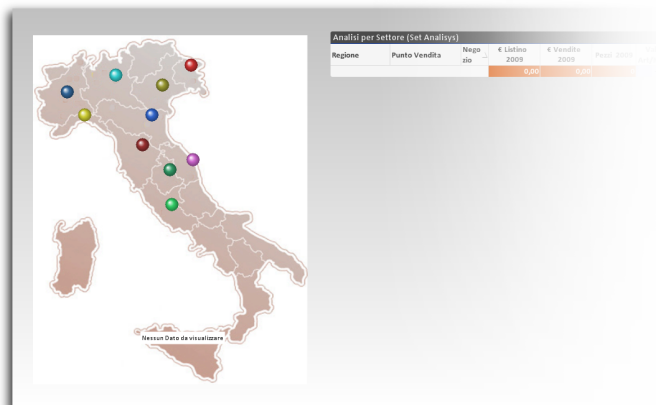 Analisi per Settore (Set Analisys)
Regione Punto Vendita Nego zio € Listino 2009 € Vendite 2009
0,00 0,00
Nessun Dato da visualizzare